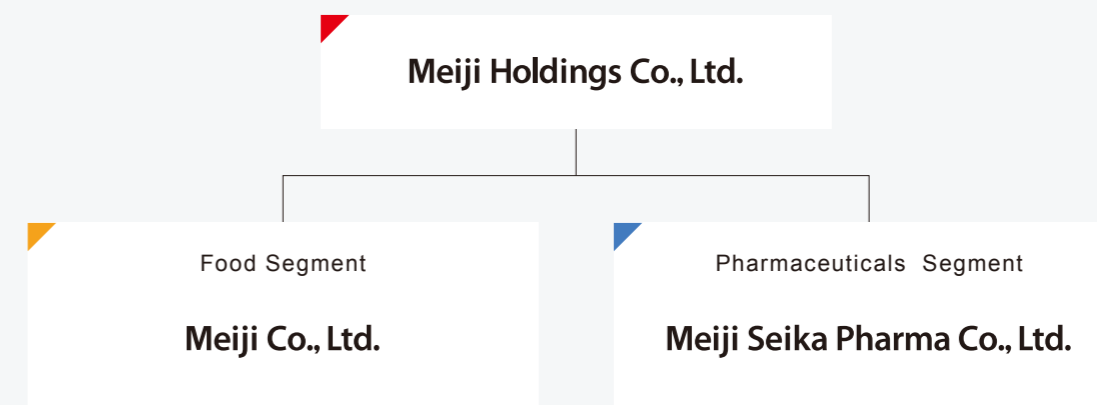 Meiji Holdings Co., Ltd.
Food Segment
Meiji Co., Ltd.
Pharmaceuticals Segment
Meiji Seika Pharma Co., Ltd.